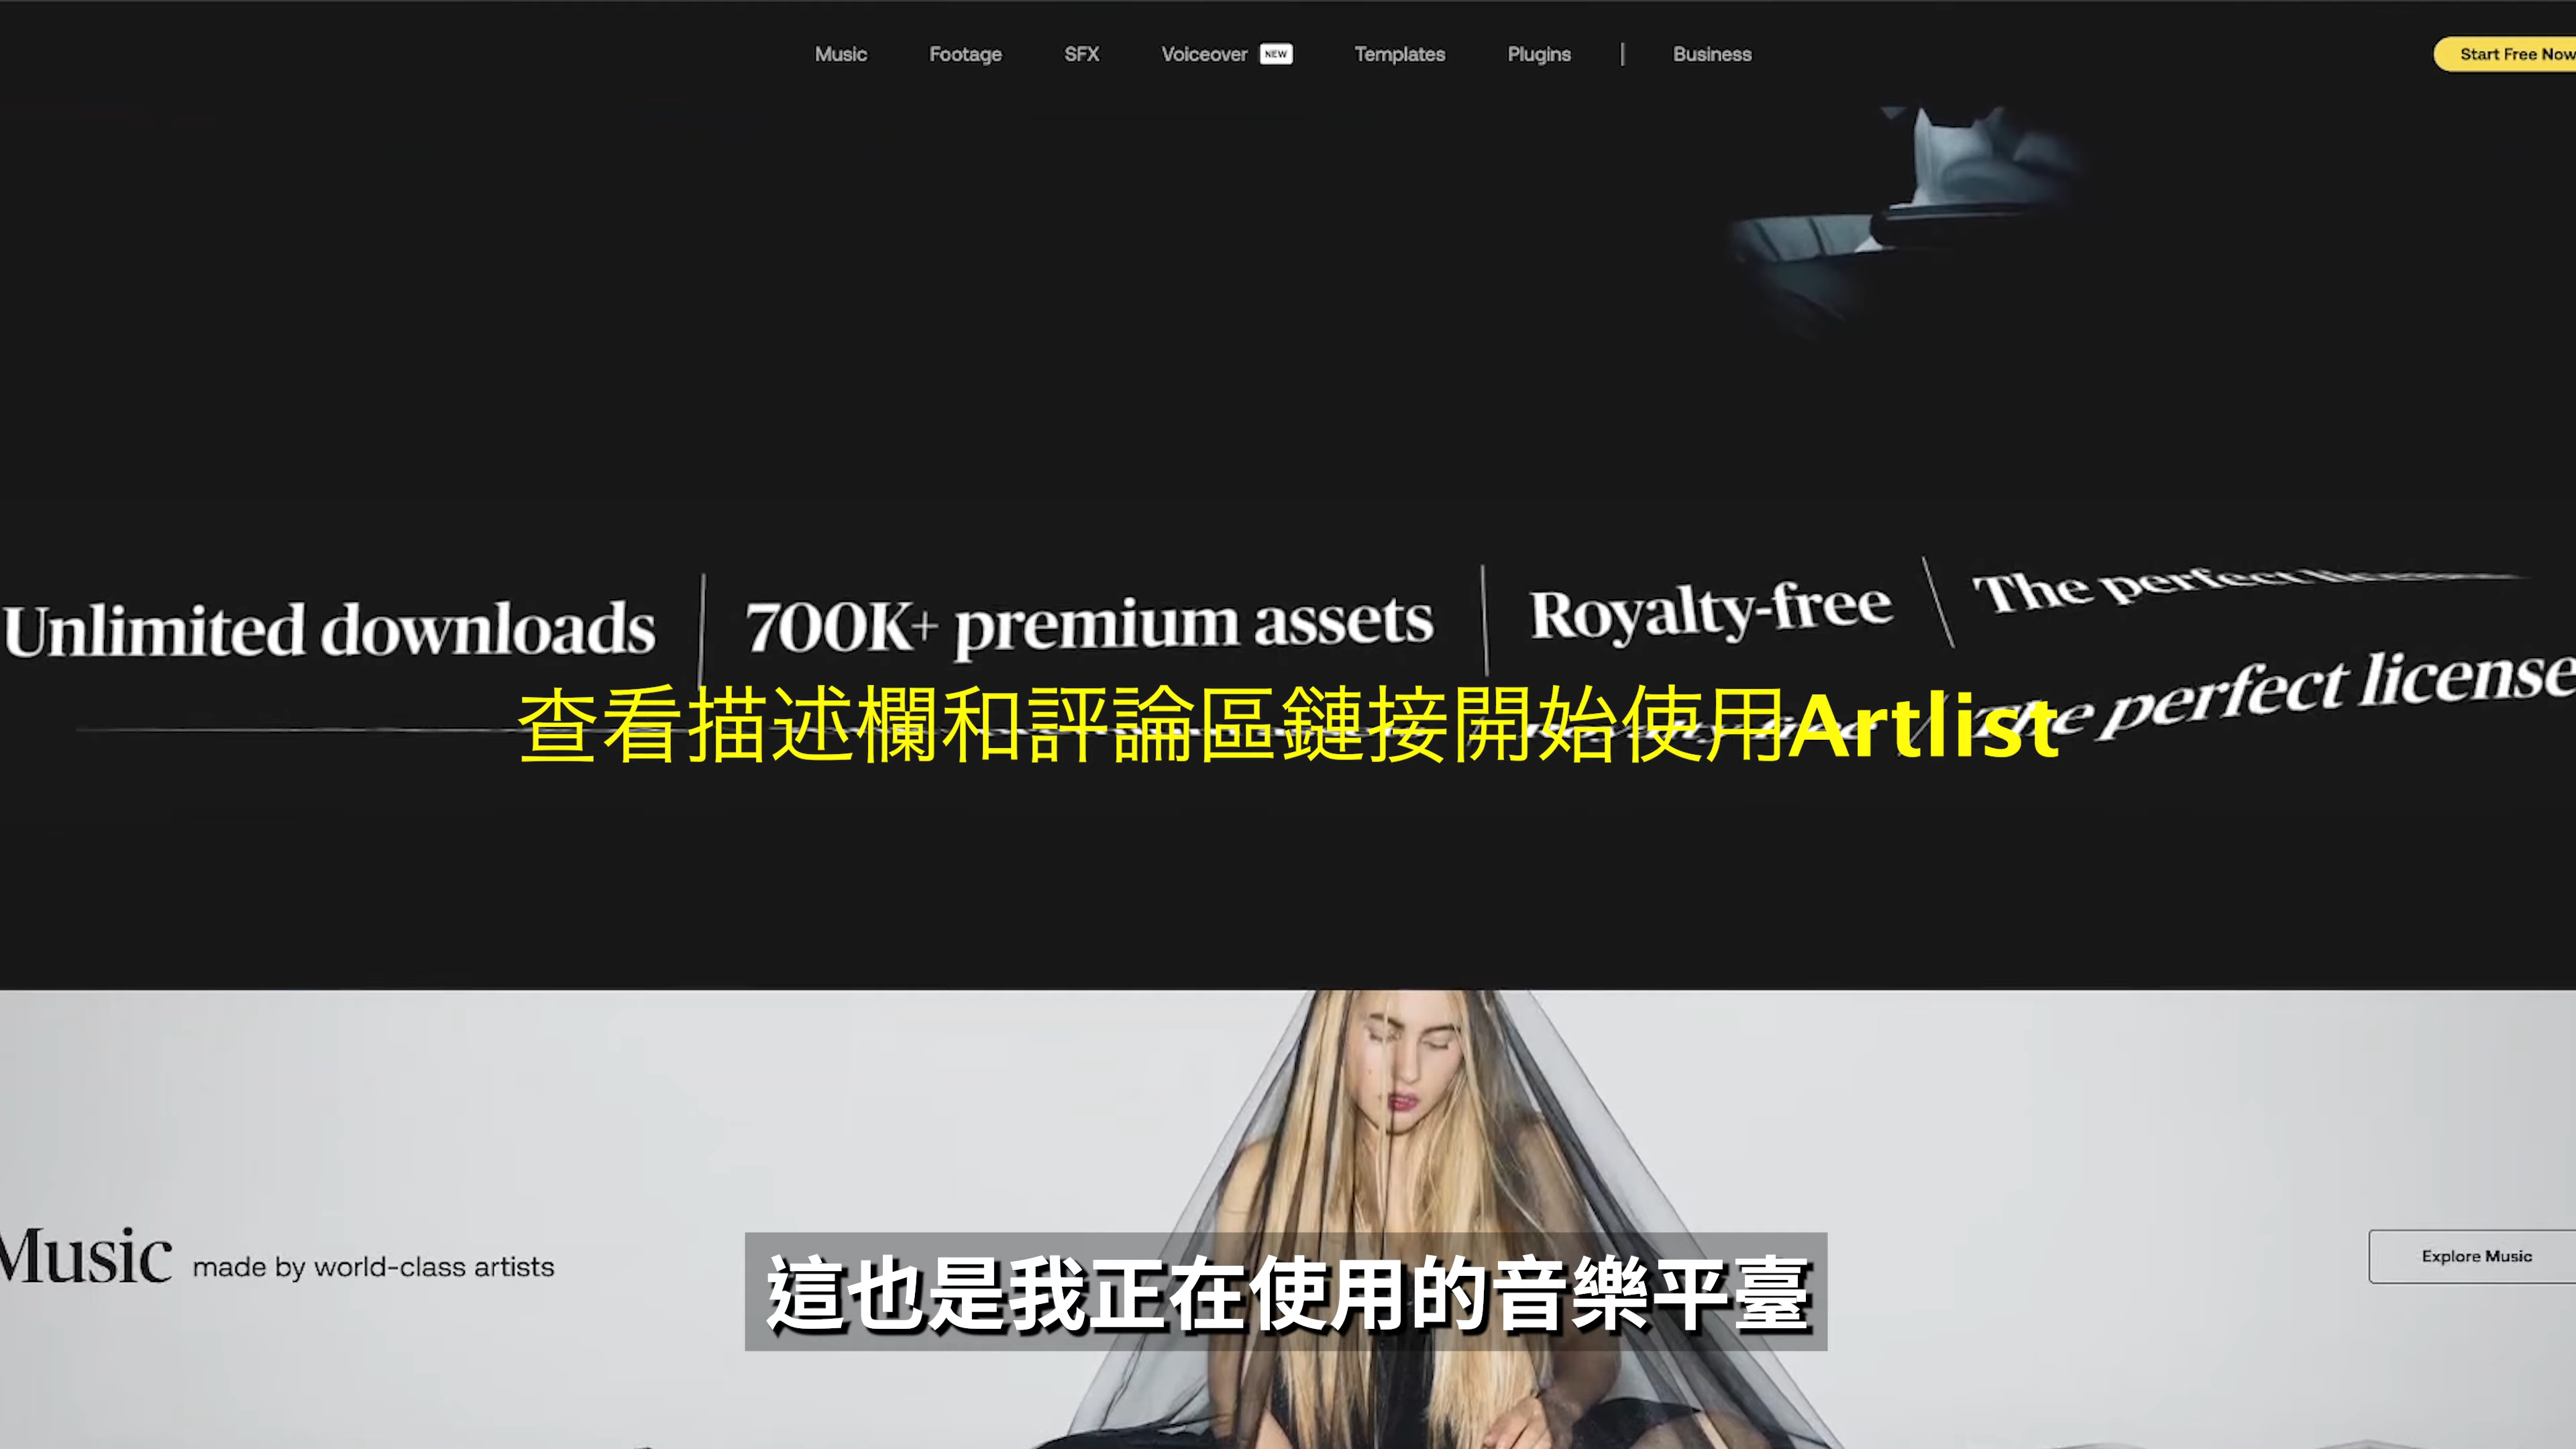 Music Footage SFX Voiceover NEW Templates Plugins | Business Start Free Now
Unlimited downloads | 700K+ premium assets | Royalty-free | The perfect
The perfect license
查看描述欄和評論區鏈接開始使用Artlist
Music made by world-class artists Explore Music
這也是我正在使用的音樂平臺